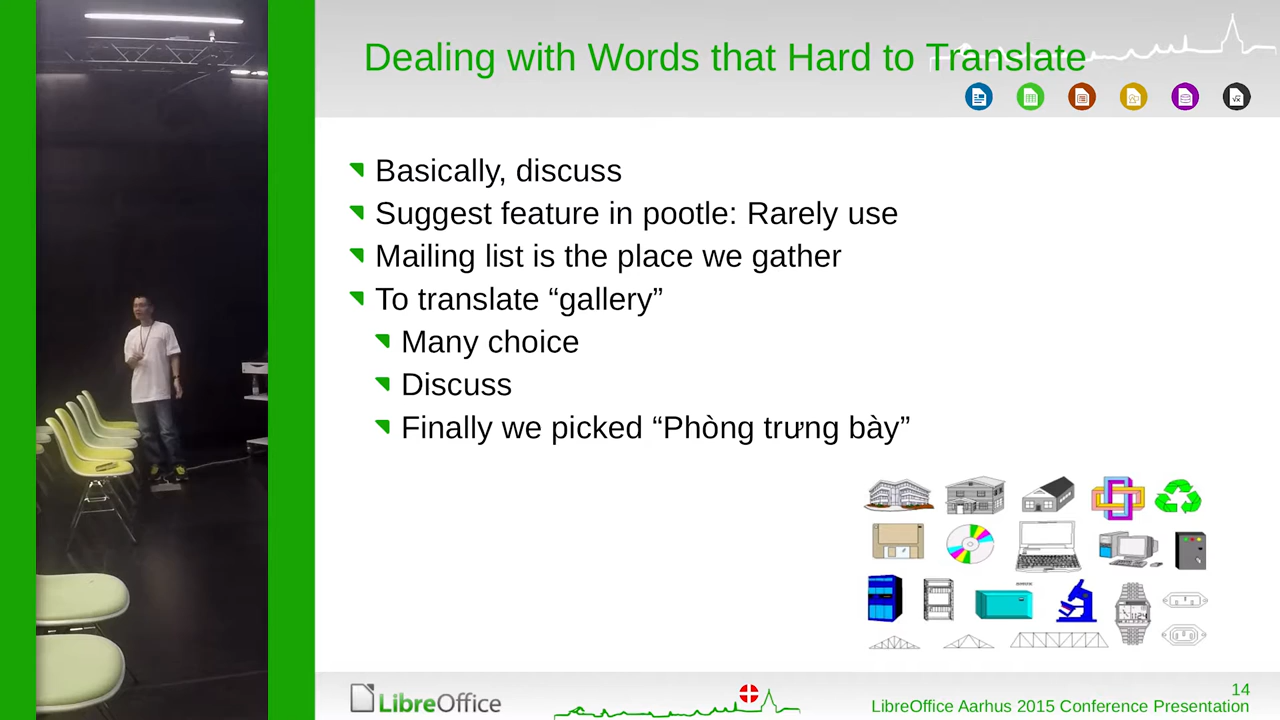 Dealing with Words that Hard to Translate
Basically, discuss
Suggest feature in pootle: Rarely use
Mailing list is the place we gather
To translate “gallery”
Many choice
Discuss
Finally we picked “Phòng trưng bày”
LibreOffice
14
LibreOffice Aarhus 2015 Conference Presentation